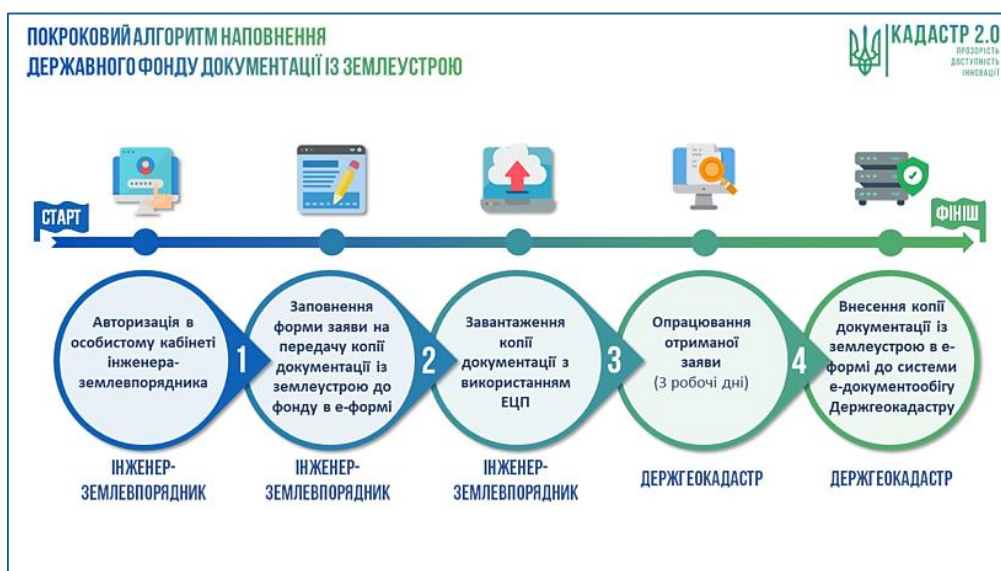 ПОКРОКОВИЙ АЛГОРИТМ НАПОВНЕННЯ
ДЕРЖАВНОГО ФОНДУ ДОКУМЕНТАЦІЇ ІЗ ЗЕМЛЕУСТРОЮ
КАДАСТР 2.0
ПРОЗОРІСТЬ
ДОСТУПНІСТЬ
ІННОВАЦІЇ
СТАРТ
ФІНІШ
Авторизація в
особистому кабінеті
інженера-
землевпорядника
1
Заповнення
форми заяви на
передачу копії
документації із
землеустрою до
фонду в е-формі
2
Завантаження
копії
документації з
використанням
ЕЦП
3
Опрацювання
отриманої
заяви
(3 робочі дні)
4
Внесення копії
документації із
землеустрою в е-
формі до системи
е-документообігу
Держгеокадастру
ІНЖЕНЕР-
ЗЕМЛЕВПОРЯДНИК
ІНЖЕНЕР-
ЗЕМЛЕВПОРЯДНИК
ІНЖЕНЕР-
ЗЕМЛЕВПОРЯДНИК
ДЕРЖГЕОКАДАСТР
ДЕРЖГЕОКАДАСТР